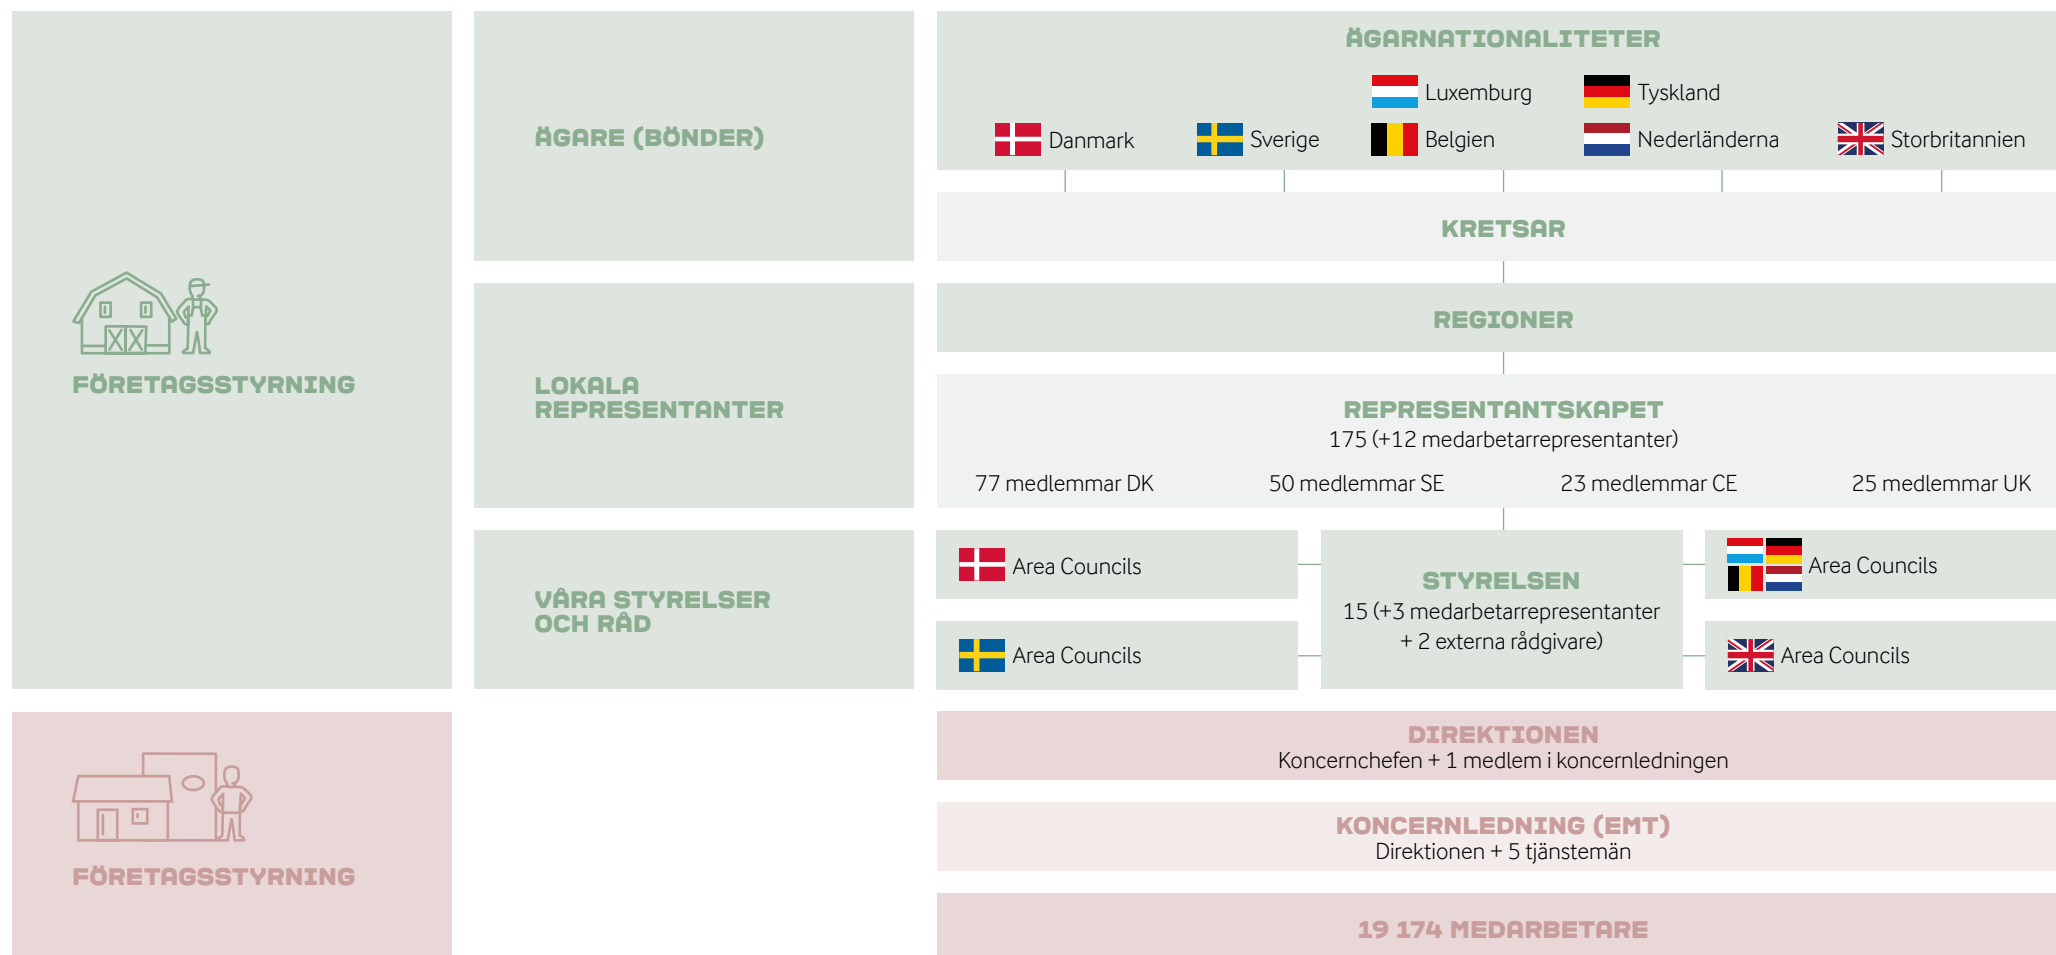 FÖRETAGSSTYRNING
ÄGARE (BÖNDER)
LOKALA
REPRESENTANTER
VÅRA STYRELSER
OCH RÅD
ÄGARNATIONALITETER
Luxemburg
Tyskland
Danmark
Sverige
Belgien
Nederländerna
Storbritannien
KRETSAR
REGIONER
REPRESENTANTSKAPET
175 (+12 medarbetarrepresentanter)
77 medlemmar DK
50 medlemmar SE
23 medlemmar CE
25 medlemmar UK
Area Councils
Area Councils
STYRELSEN
15 (+3 medarbetarrepresentanter
+ 2 externa rådgivare)
Area Councils
Area Councils
FÖRETAGSSTYRNING
DIREKTIONEN
Koncernchefen + 1 medlem i koncernledningen
KONCERNLEDNING (EMT)
Direktionen + 5 tjänstemän
19 174 MEDARBETARE